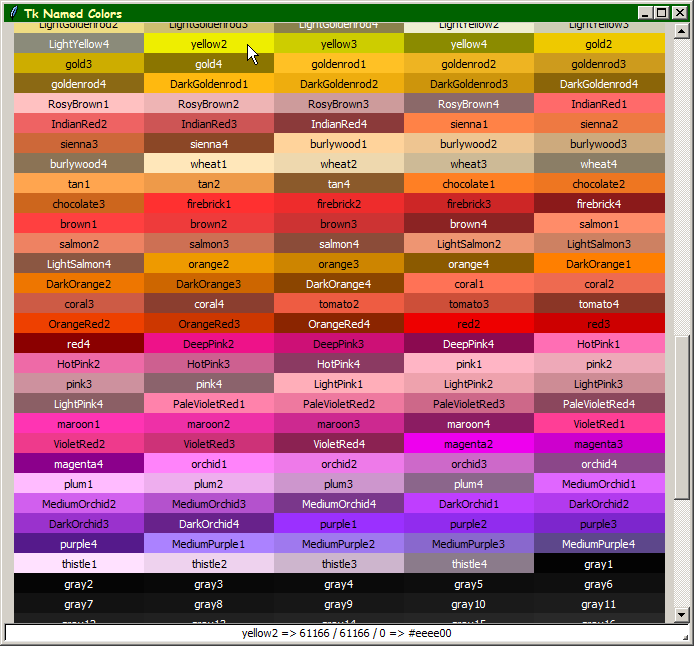 Tk Named Colors
LightGoldenrod2 LightGoldenrod3 LightGoldenrod4 LightYellow2 LightYellow3
LightYellow4 yellow2 yellow3 yellow4 gold2
gold3 gold4 goldenrod1 goldenrod2 goldenrod3
goldenrod4 DarkGoldenrod1 DarkGoldenrod2 DarkGoldenrod3 DarkGoldenrod4
RosyBrown1 RosyBrown2 RosyBrown3 RosyBrown4 IndianRed1
IndianRed2 IndianRed3 IndianRed4 sienna1 sienna2
sienna3 sienna4 burlywood1 burlywood2 burlywood3
burlywood4 wheat1 wheat2 wheat3 wheat4
tan1 tan2 tan4 chocolate1 chocolate2
chocolate3 firebrick1 firebrick2 firebrick3 firebrick4
brown1 brown2 brown3 brown4 salmon1
salmon2 salmon3 salmon4 LightSalmon2 LightSalmon3
LightSalmon4 orange2 orange3 orange4 DarkOrange1
DarkOrange2 DarkOrange3 DarkOrange4 coral1 coral2
coral3 coral4 tomato2 tomato3 tomato4
OrangeRed2 OrangeRed3 OrangeRed4 red2 red3
red4 DeepPink2 DeepPink3 DeepPink4 HotPink1
HotPink2 HotPink3 HotPink4 pink1 pink2
pink3 pink4 LightPink1 LightPink2 LightPink3
LightPink4 PaleVioletRed1 PaleVioletRed2 PaleVioletRed3 PaleVioletRed4
maroon1 maroon2 maroon3 maroon4 VioletRed1
VioletRed2 VioletRed3 VioletRed4 magenta2 magenta3
magenta4 orchid1 orchid2 orchid3 orchid4
plum1 plum2 plum3 plum4 MediumOrchid1
MediumOrchid2 MediumOrchid3 MediumOrchid4 DarkOrchid1 DarkOrchid2
DarkOrchid3 DarkOrchid4 purple1 purple2 purple3
purple4 MediumPurple1 MediumPurple2 MediumPurple3 MediumPurple4
thistle1 thistle2 thistle3 thistle4 gray1
gray2 gray3 gray4 gray5 gray6
gray7 gray8 gray9 gray10 gray11
gray12 gray13 gray14 gray15 gray16
yellow2 => 61166 / 61166 / 0 => #eeee00